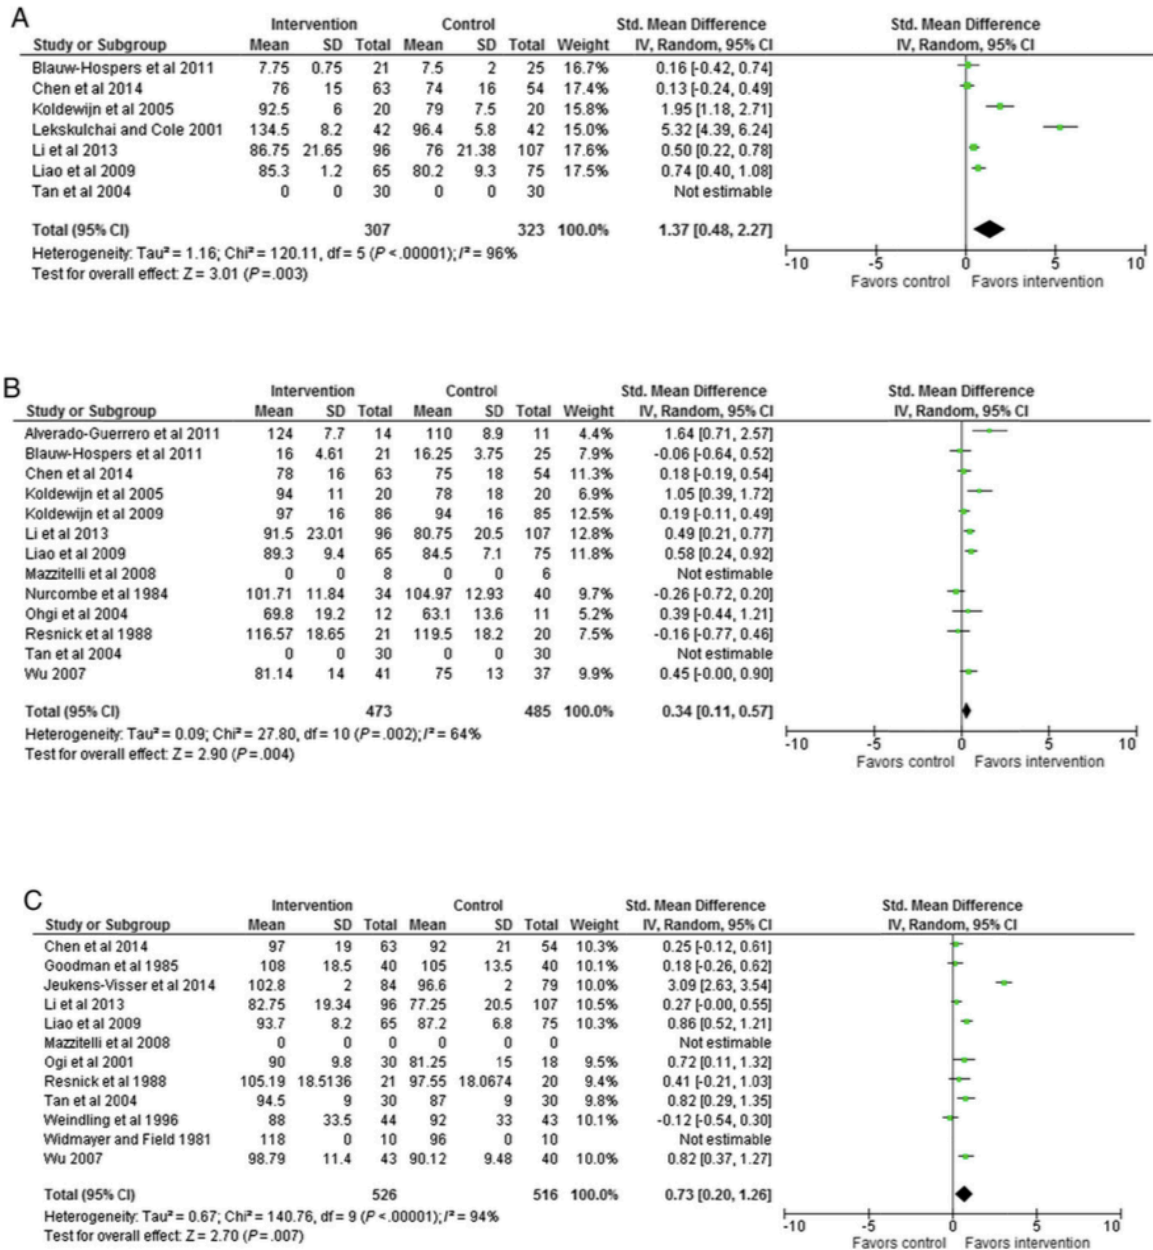 A
Intervention Control Std. Mean Difference Std. Mean Difference
Study or Subgroup Mean SD Total Mean SD Total Weight IV, Random, 95% CI IV, Random, 95% CI
Blauw-Hospers et al 2011 7.75 0.75 21 7.5 2 25 16.7% 0.16 [-0.42, 0.74]
Chen et al 2014 76 15 63 74 16 54 17.4% 0.13 [-0.24, 0.49]
Koldewijn et al 2005 92.5 6 20 79 7.5 20 15.8% 1.95 [1.18, 2.71]
Lekskulchai and Cole 2001 134.5 8.2 42 96.4 5.8 42 15.0% 5.32 [4.39, 6.24]
Li et al 2013 86.75 21.65 96 76 21.38 107 17.6% 0.50 [0.22, 0.78]
Liao et al 2009 85.3 1.2 65 80.2 9.3 75 17.5% 0.74 [0.40, 1.08]
Tan et al 2004 0 0 30 0 0 30 Not estimable
Total (95% CI) 307 323 100.0% 1.37 [0.48, 2.27]
Heterogeneity: Tau² = 1.16; Chi² = 120.11, df = 5 (P < .00001); I² = 96%
Test for overall effect: Z = 3.01 (P = .003)
-10 -5 0 5 10
Favors control Favors intervention
B
Intervention Control Std. Mean Difference Std. Mean Difference
Study or Subgroup Mean SD Total Mean SD Total Weight IV, Random, 95% CI IV, Random, 95% CI
Alverado-Guerrero et al 2011 124 7.7 14 110 8.9 11 4.4% 1.64 [0.71, 2.57]
Blauw-Hospers et al 2011 16 4.61 21 16.25 3.75 25 7.9% -0.06 [-0.64, 0.52]
Chen et al 2014 78 16 63 75 18 54 11.3% 0.18 [-0.19, 0.54]
Koldewijn et al 2005 94 11 20 78 18 20 6.9% 1.05 [0.39, 1.72]
Koldewijn et al 2009 97 16 86 94 16 85 12.5% 0.19 [-0.11, 0.49]
Li et al 2013 91.5 23.01 96 80.75 20.5 107 12.8% 0.49 [0.21, 0.77]
Liao et al 2009 89.3 9.4 65 84.5 7.1 75 11.8% 0.58 [0.24, 0.92]
Mazzitelli et al 2008 0 0 8 0 0 6 Not estimable
Nurcombe et al 1984 101.71 11.84 34 104.97 12.93 40 9.7% -0.26 [-0.72, 0.20]
Ohgi et al 2004 69.8 19.2 12 63.1 13.6 11 5.2% 0.39 [-0.44, 1.21]
Resnick et al 1988 116.57 18.65 21 119.5 18.2 20 7.5% -0.16 [-0.77, 0.46]
Tan et al 2004 0 0 30 0 0 30 Not estimable
Wu 2007 81.14 14 41 75 13 37 9.9% 0.45 [-0.00, 0.90]
Total (95% CI) 473 485 100.0% 0.34 [0.11, 0.57]
Heterogeneity: Tau² = 0.09; Chi² = 27.80, df = 10 (P = .002); I² = 64%
Test for overall effect: Z = 2.90 (P = .004)
-10 -5 0 5 10
Favors control Favors intervention
C
Intervention Control Std. Mean Difference Std. Mean Difference
Study or Subgroup Mean SD Total Mean SD Total Weight IV, Random, 95% CI IV, Random, 95% CI
Chen et al 2014 97 19 63 92 21 54 10.3% 0.25 [-0.12, 0.61]
Goodman et al 1985 108 18.5 40 105 13.5 40 10.1% 0.18 [-0.26, 0.62]
Jeukens-Visser et al 2014 102.8 2 84 96.6 2 79 10.0% 3.09 [2.63, 3.54]
Li et al 2013 82.75 19.34 96 77.25 20.5 107 10.5% 0.27 [-0.00, 0.55]
Liao et al 2009 93.7 8.2 65 87.2 6.8 75 10.3% 0.86 [0.52, 1.21]
Mazzitelli et al 2008 0 0 0 0 0 0 Not estimable
Ogi et al 2001 90 9.8 30 81.25 15 18 9.5% 0.72 [0.11, 1.32]
Resnick et al 1988 105.19 18.5136 21 97.55 18.0674 20 9.4% 0.41 [-0.21, 1.03]
Tan et al 2004 94.5 9 30 87 9 30 9.8% 0.82 [0.29, 1.35]
Weindling et al 1996 88 33.5 44 92 33 43 10.1% -0.12 [-0.54, 0.30]
Widmayer and Field 1981 118 0 10 96 0 10 Not estimable
Wu 2007 98.79 11.4 43 90.12 9.48 40 10.0% 0.82 [0.37, 1.27]
Total (95% CI) 526 516 100.0% 0.73 [0.20, 1.26]
Heterogeneity: Tau² = 0.67; Chi² = 140.76, df = 9 (P < .00001); I² = 94%
Test for overall effect: Z = 2.70 (P = .007)
-10 -5 0 5 10
Favors control Favors intervention